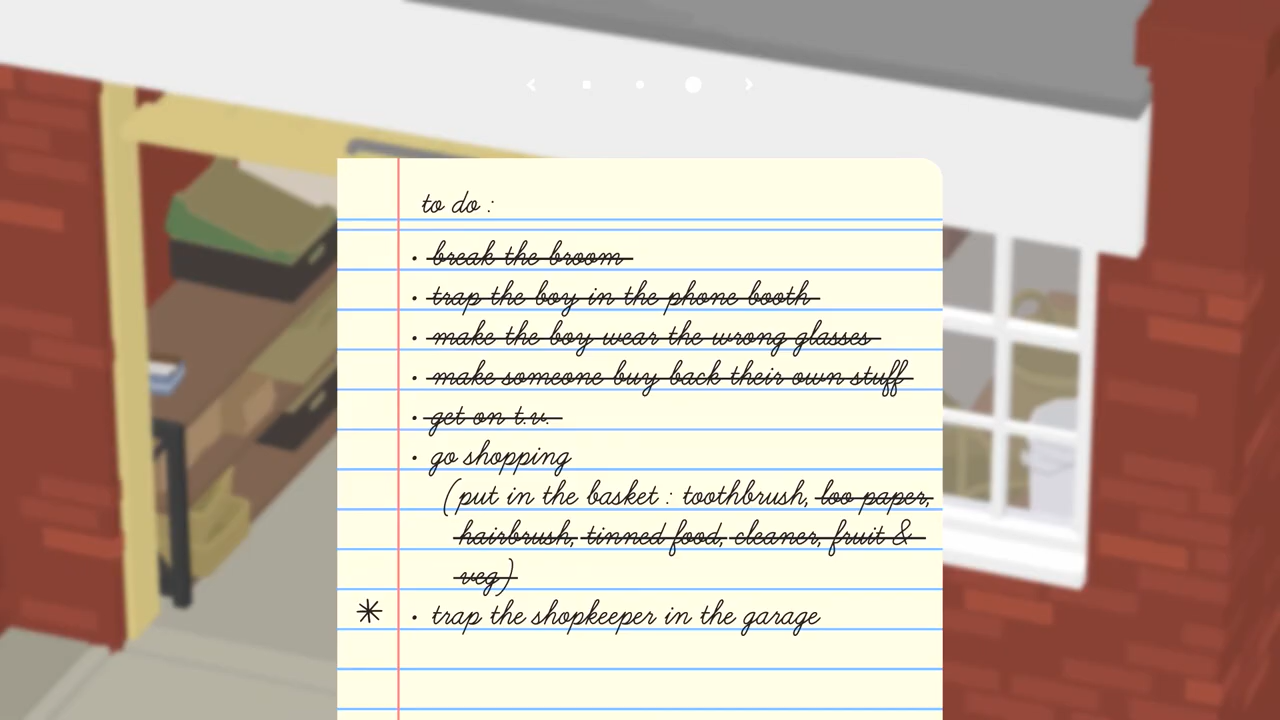 to do :
• break the broom
• trap the boy in the phone booth
• make the boy wear the wrong glasses
• make someone buy back their own stuff
• get on t.v.
• go shopping
(put in the basket : toothbrush, loo paper,
hairbrush, tinned food, cleaner, fruit &
veg)
* • trap the shopkeeper in the garage